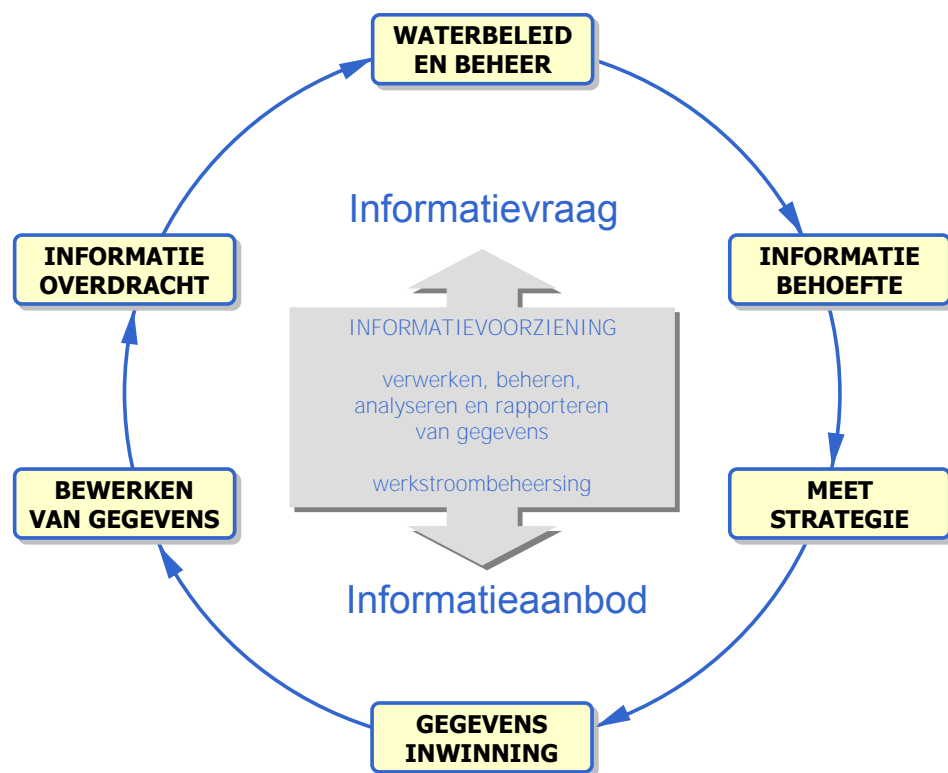 WATERBELEID
EN BEHEER
Informatievraag
INFORMATIE
OVERDRACHT
INFORMATIE
BEHOEFTE
INFORMATIEVOORZIENING
verwerken, beheren,
analyseren en rapporteren
van gegevens
werkstroombeheersing
BEWERKEN
VAN GEGEVENS
MEET
STRATEGIE
Informatieaanbod
GEGEVENS
INWINNING